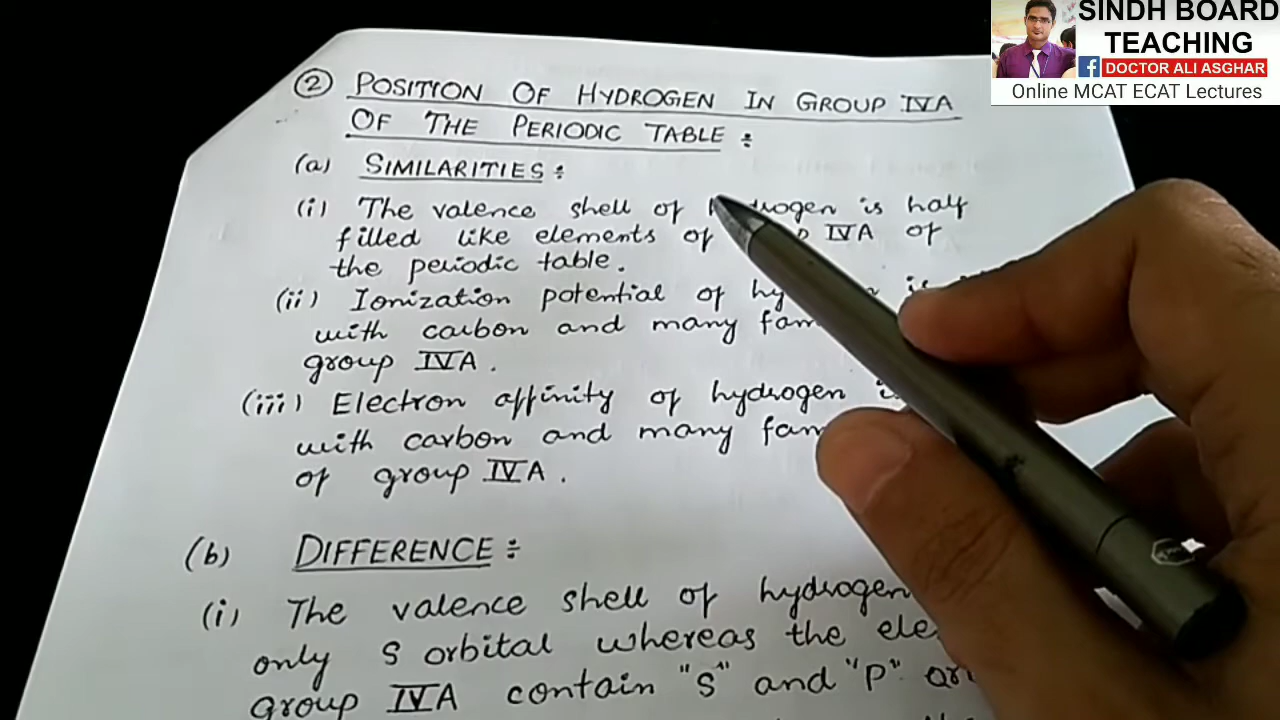 SINDH BOARD
TEACHING
f DOCTOR ALI ASGHAR
Online MCAT ECAT Lectures
② POSITION OF HYDROGEN IN GROUP IVA
OF THE PERIODIC TABLE :
(a) SIMILARITIES :
(i) The valence shell of hydrogen is half
filled like elements of IVA of
the periodic table.
(ii) Ionization potential of
with carbon and many
group IVA.
(iii) Electron affinity of hydrogen
with carbon and many
of group IVA.
(b) DIFFERENCE :
(i) The valence shell of hydrogen
only S orbital whereas the
group IVA contain "S" and "P"